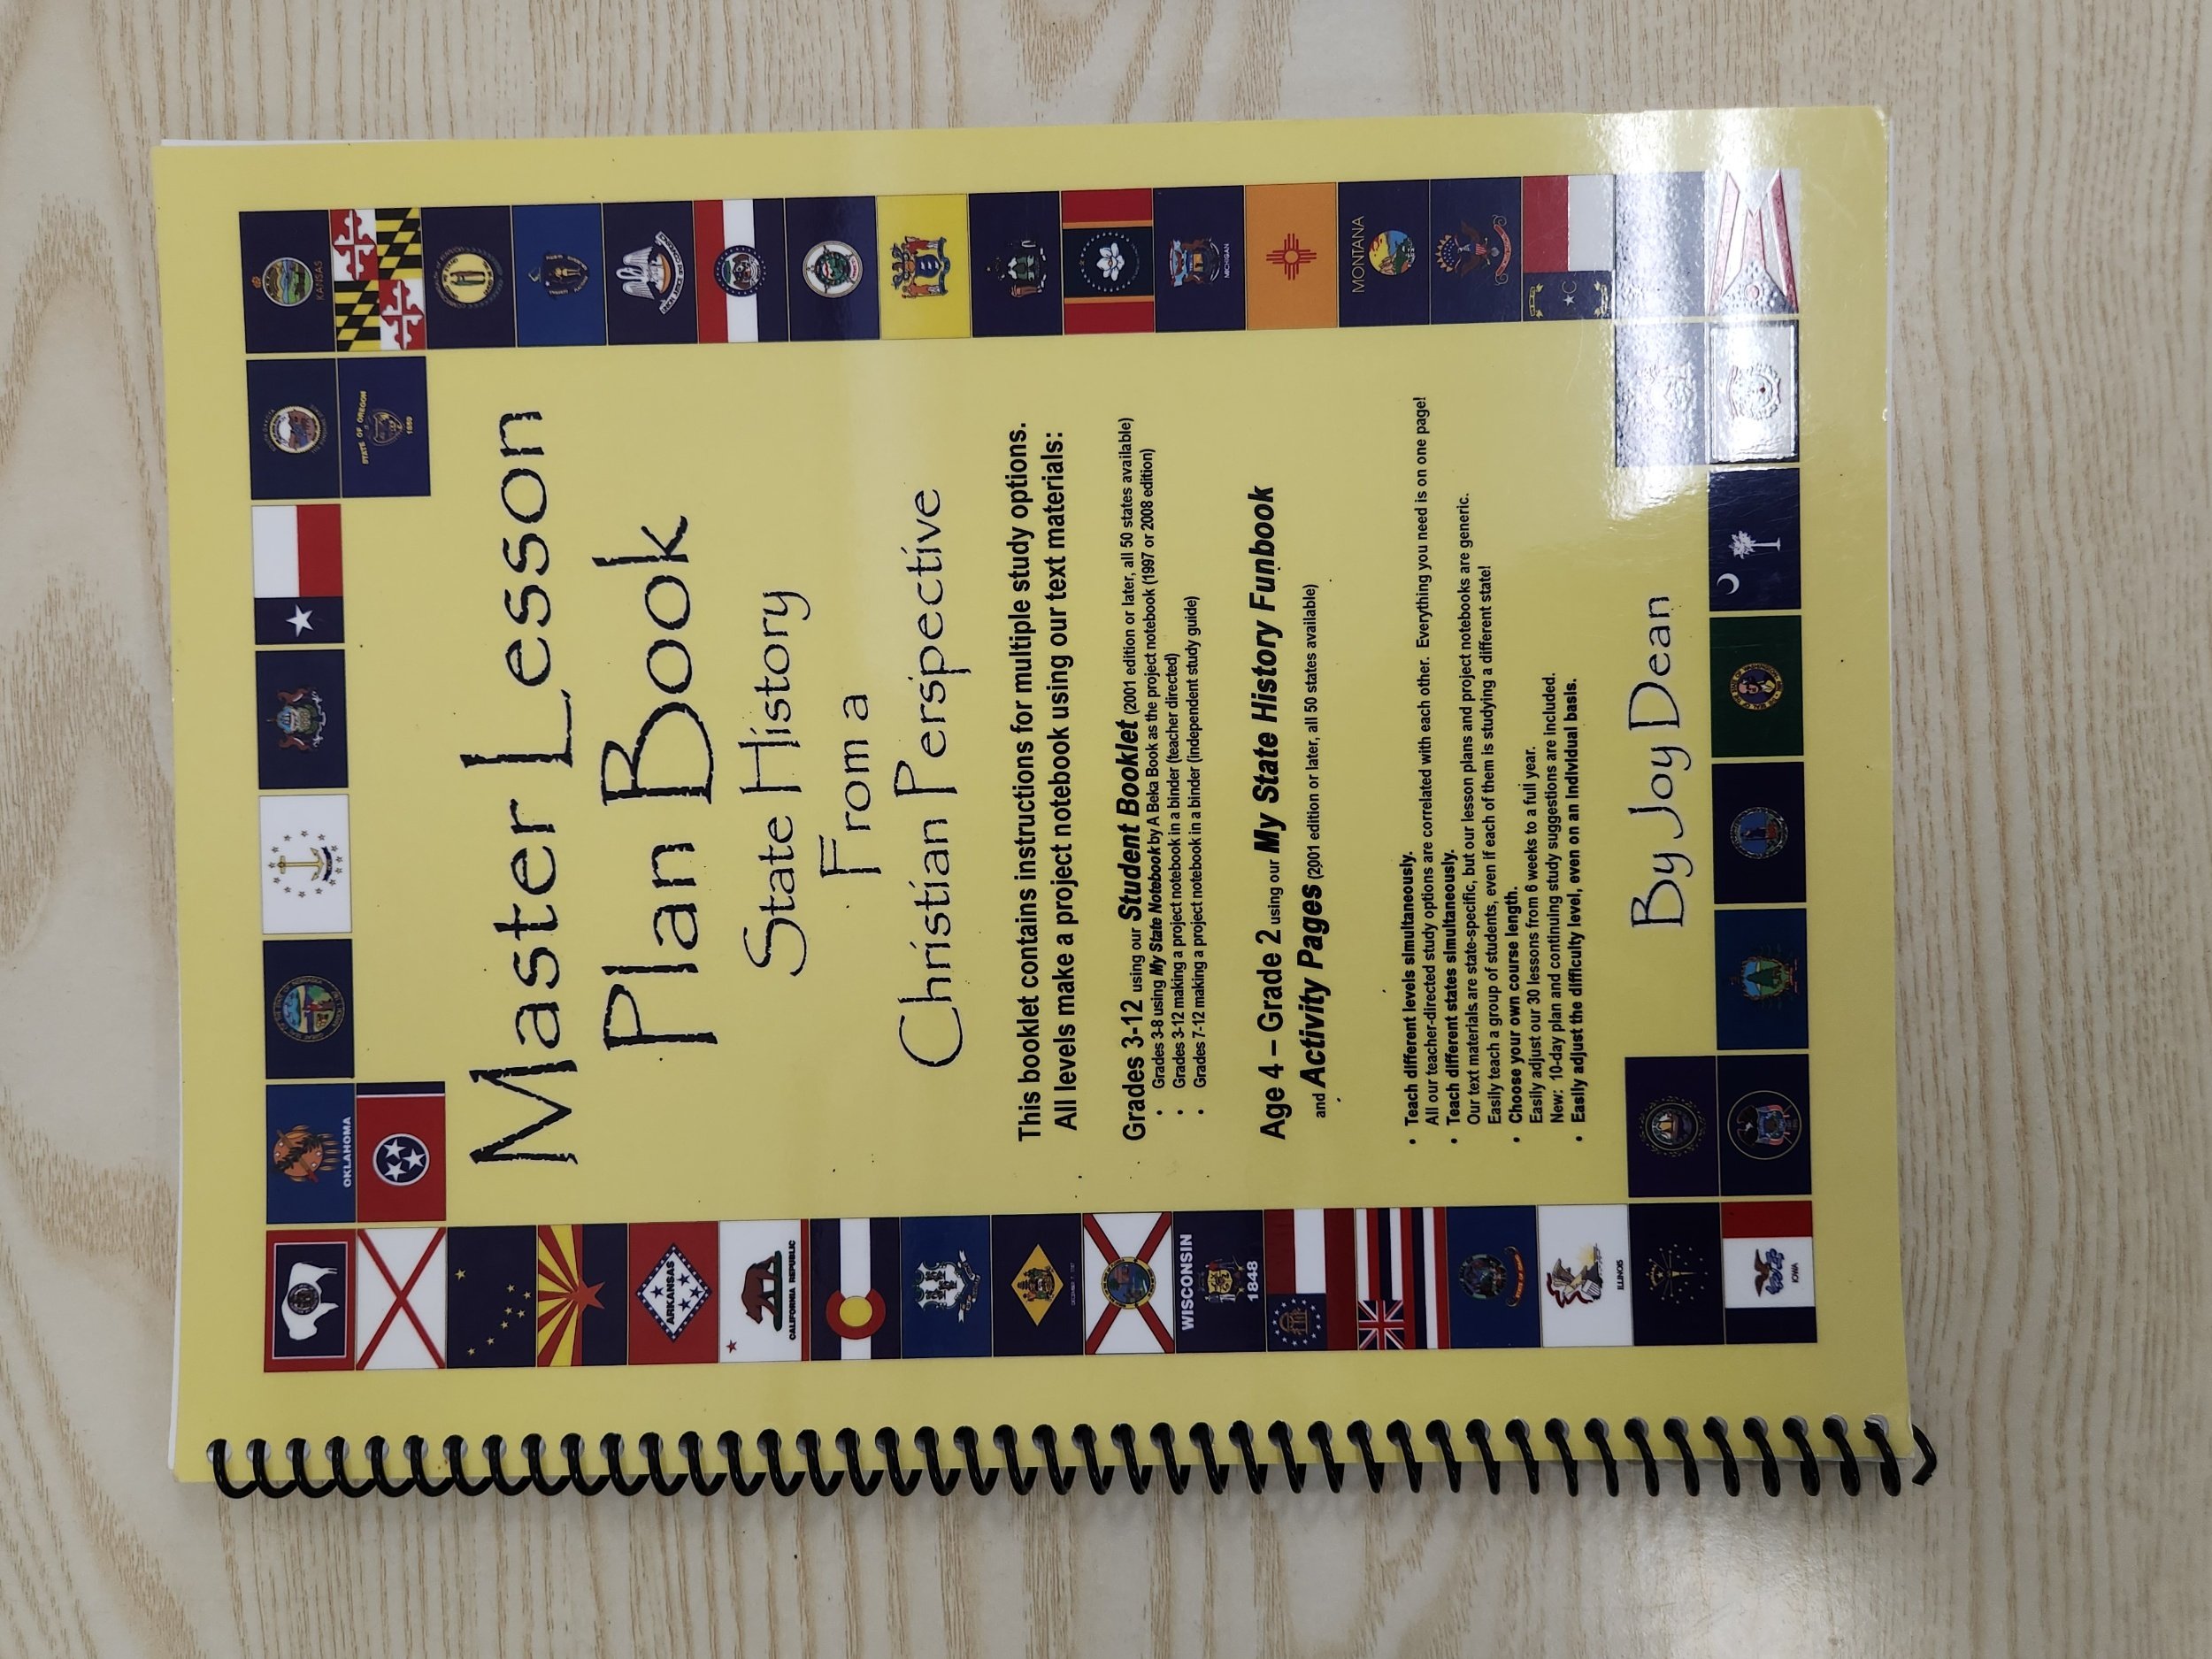 OKLAHOMA
STATE OF OREGON
1859
KANSAS
ARKANSAS
CALIFORNIA REPUBLIC
WISCONSIN
1848
ILLINOIS
IOWA
MICHIGAN
MONTANA
Master Lesson
Plan Book
State History
From a
Christian Perspective
This booklet contains instructions for multiple study options.
All levels make a project notebook using our text materials:
Grades 3-12 using our Student Booklet (2001 edition or later, all 50 states available)
• Grades 3-8 using My State Notebook by A Beka Book as the project notebook (1997 or 2008 edition)
• Grades 3-12 making a project notebook in a binder (teacher directed)
• Grades 7-12 making a project notebook in a binder (independent study guide)
Age 4 – Grade 2 using our My State History Funbook
and Activity Pages (2001 edition or later, all 50 states available)
• Teach different levels simultaneously.
All our teacher-directed study options are correlated with each other. Everything you need is on one page!
• Teach different states simultaneously.
Our text materials are state-specific, but our lesson plans and project notebooks are generic.
Easily teach a group of students, even if each of them is studying a different state!
• Choose your own course length.
Easily adjust our 30 lessons from 6 weeks to a full year.
New: 10-day plan and continuing study suggestions are included.
• Easily adjust the difficulty level, even on an individual basis.
By Joy Dean